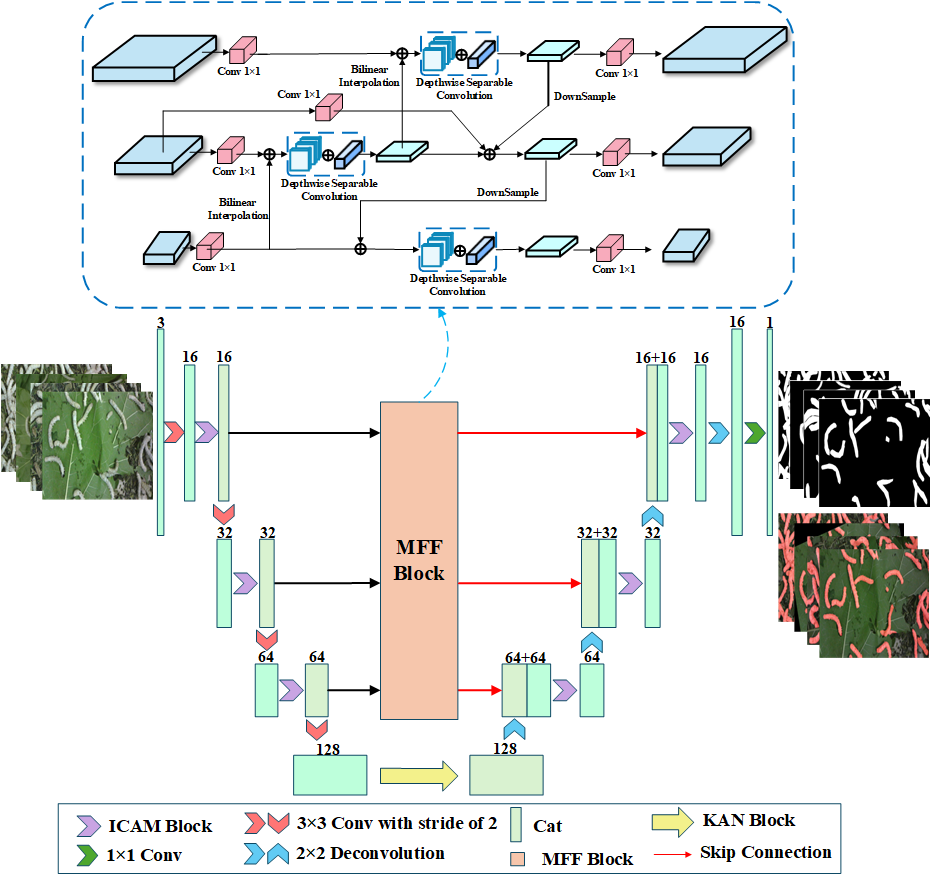 Conv 1×1
Bilinear
Interpolation
Depthwise Separable
Convolution
Conv 1×1
DownSample
Conv 1×1
Conv 1×1
Depthwise Separable
Convolution
Conv 1×1
DownSample
Bilinear
Interpolation
Conv 1×1
Depthwise Separable
Convolution
Conv 1×1
3
16
16
32
32
64
64
128
MFF
Block
128
64+64
64
32+32
32
16+16
16
16
1
ICAM Block
3×3 Conv with stride of 2
Cat
KAN Block
1×1 Conv
2×2 Deconvolution
MFF Block
Skip Connection